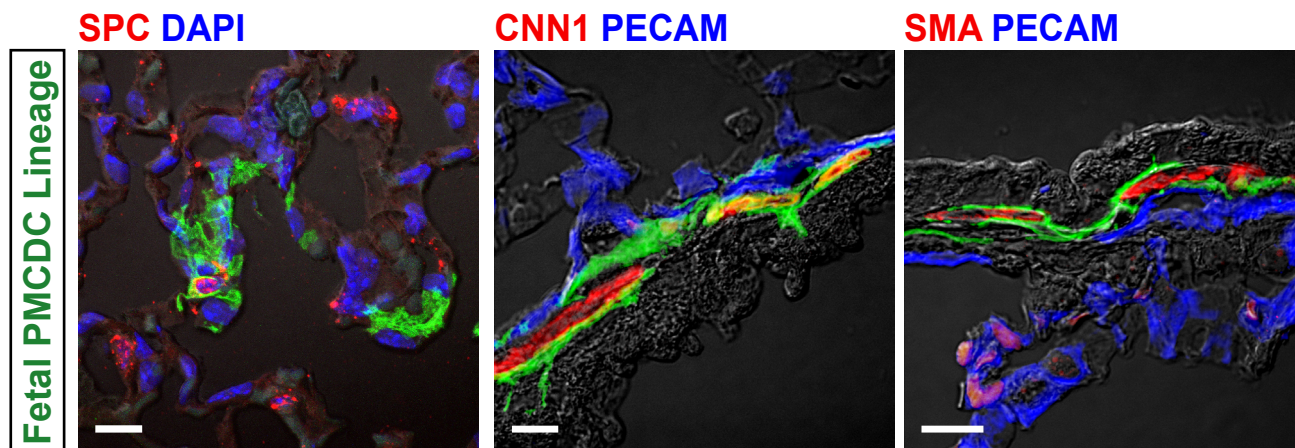 SPC DAPI
CNN1 PECAM
SMA PECAM
Fetal PMCDC Lineage